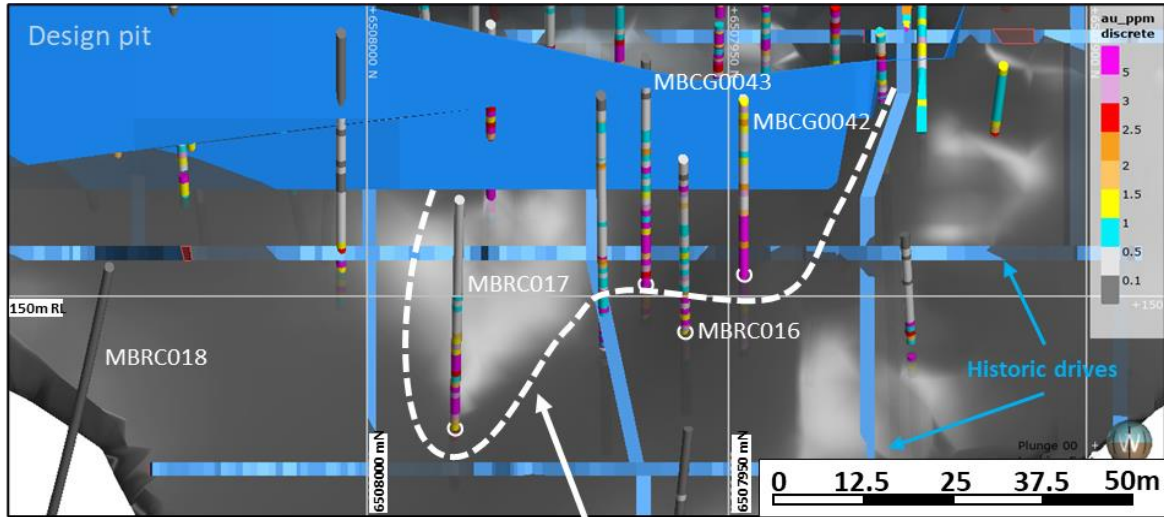 Design pit
+6508000 N
+6507950 N
au_ppm
discrete
5
3
2.5
2
1.5
1
0.5
0.1
MBCG0043
MBCG0042
MBRC017
150m RL
+150
MBRC018
MBRC016
Historic drives
6508000 mN
6507950 mN
Plunge 00
0 12.5 25 37.5 50m